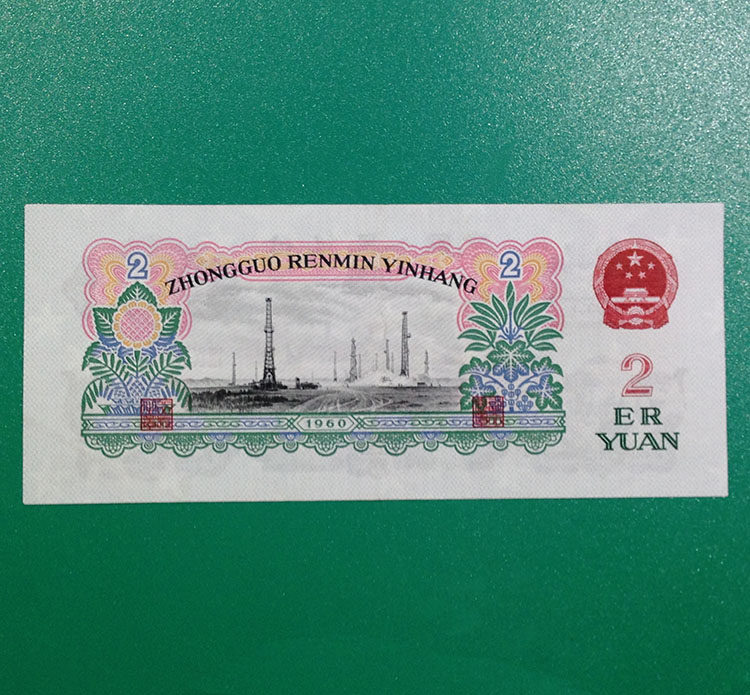 2
2
ZHONGGUO RENMIN YINHANG
1960
2
ER
YUAN